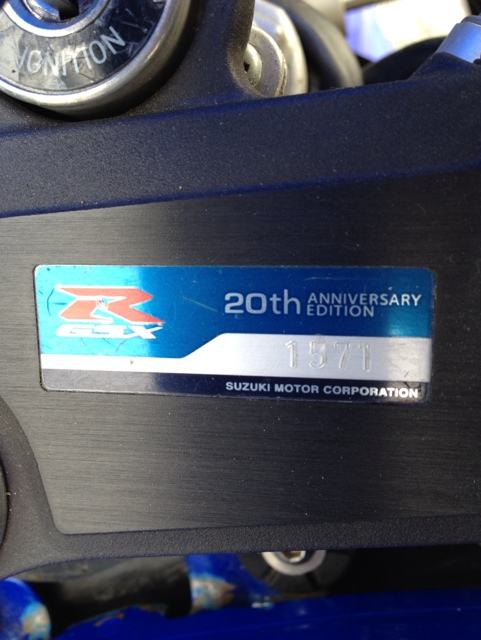 IGNITION
R
GSX
20th ANNIVERSARY
EDITION
1571
SUZUKI MOTOR CORPORATION